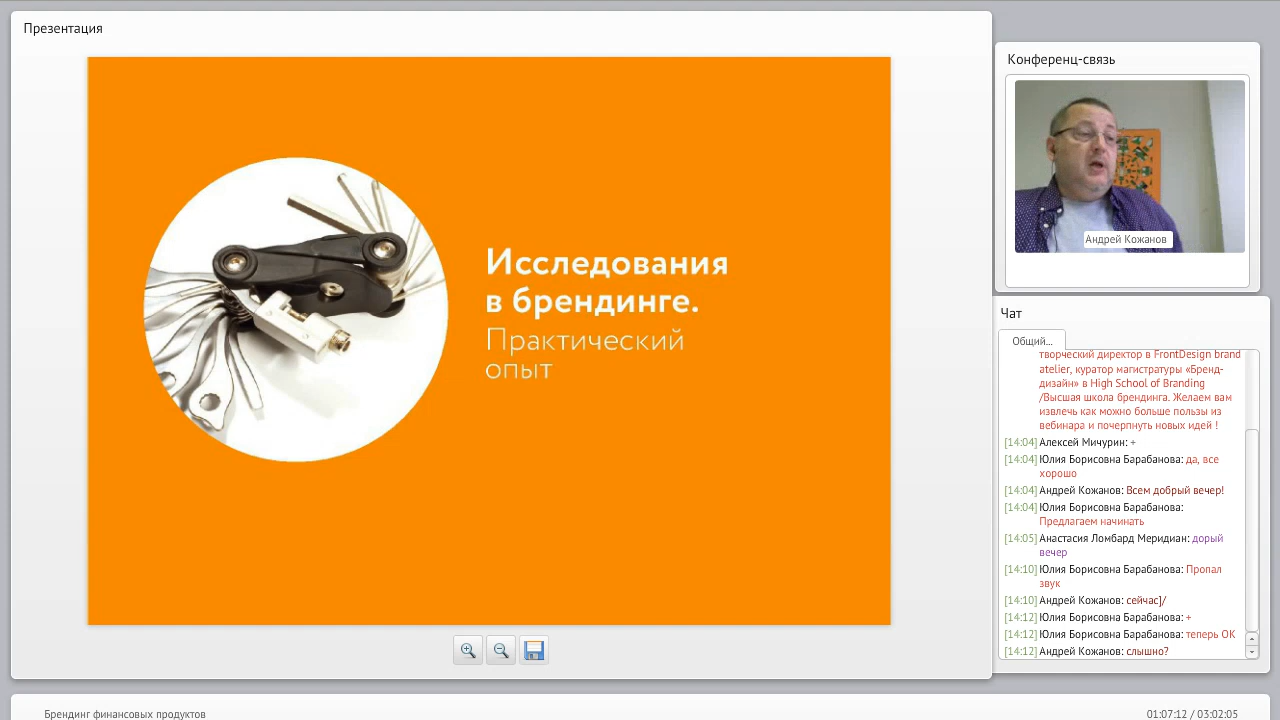 Презентация
Исследования
в брендинге.
Практический
опыт
Конференц-связь
Андрей Кожанов
Чат
Общий...
творческий директор в FrontDesign brand
atelier, куратор магистратуры «Бренд-
дизайн» в High School of Branding
/Высшая школа брендинга. Желаем вам
извлечь как можно больше пользы из
вебинара и почерпнуть новых идей !
[14:04] Алексей Мичурин: +
[14:04] Юлия Борисовна Барабанова: да, все
хорошо
[14:04] Андрей Кожанов: Всем добрый вечер!
[14:04] Юлия Борисовна Барабанова:
Предлагаем начинать
[14:05] Анастасия Ломбард Меридиан: дорый
вечер
[14:10] Юлия Борисовна Барабанова: Пропал
звук
[14:10] Андрей Кожанов: сейчас]/
[14:12] Юлия Борисовна Барабанова: +
[14:12] Юлия Борисовна Барабанова: теперь ОК
[14:12] Андрей Кожанов: слышно?
Брендинг финансовых продуктов
01:07:12 / 03:02:05